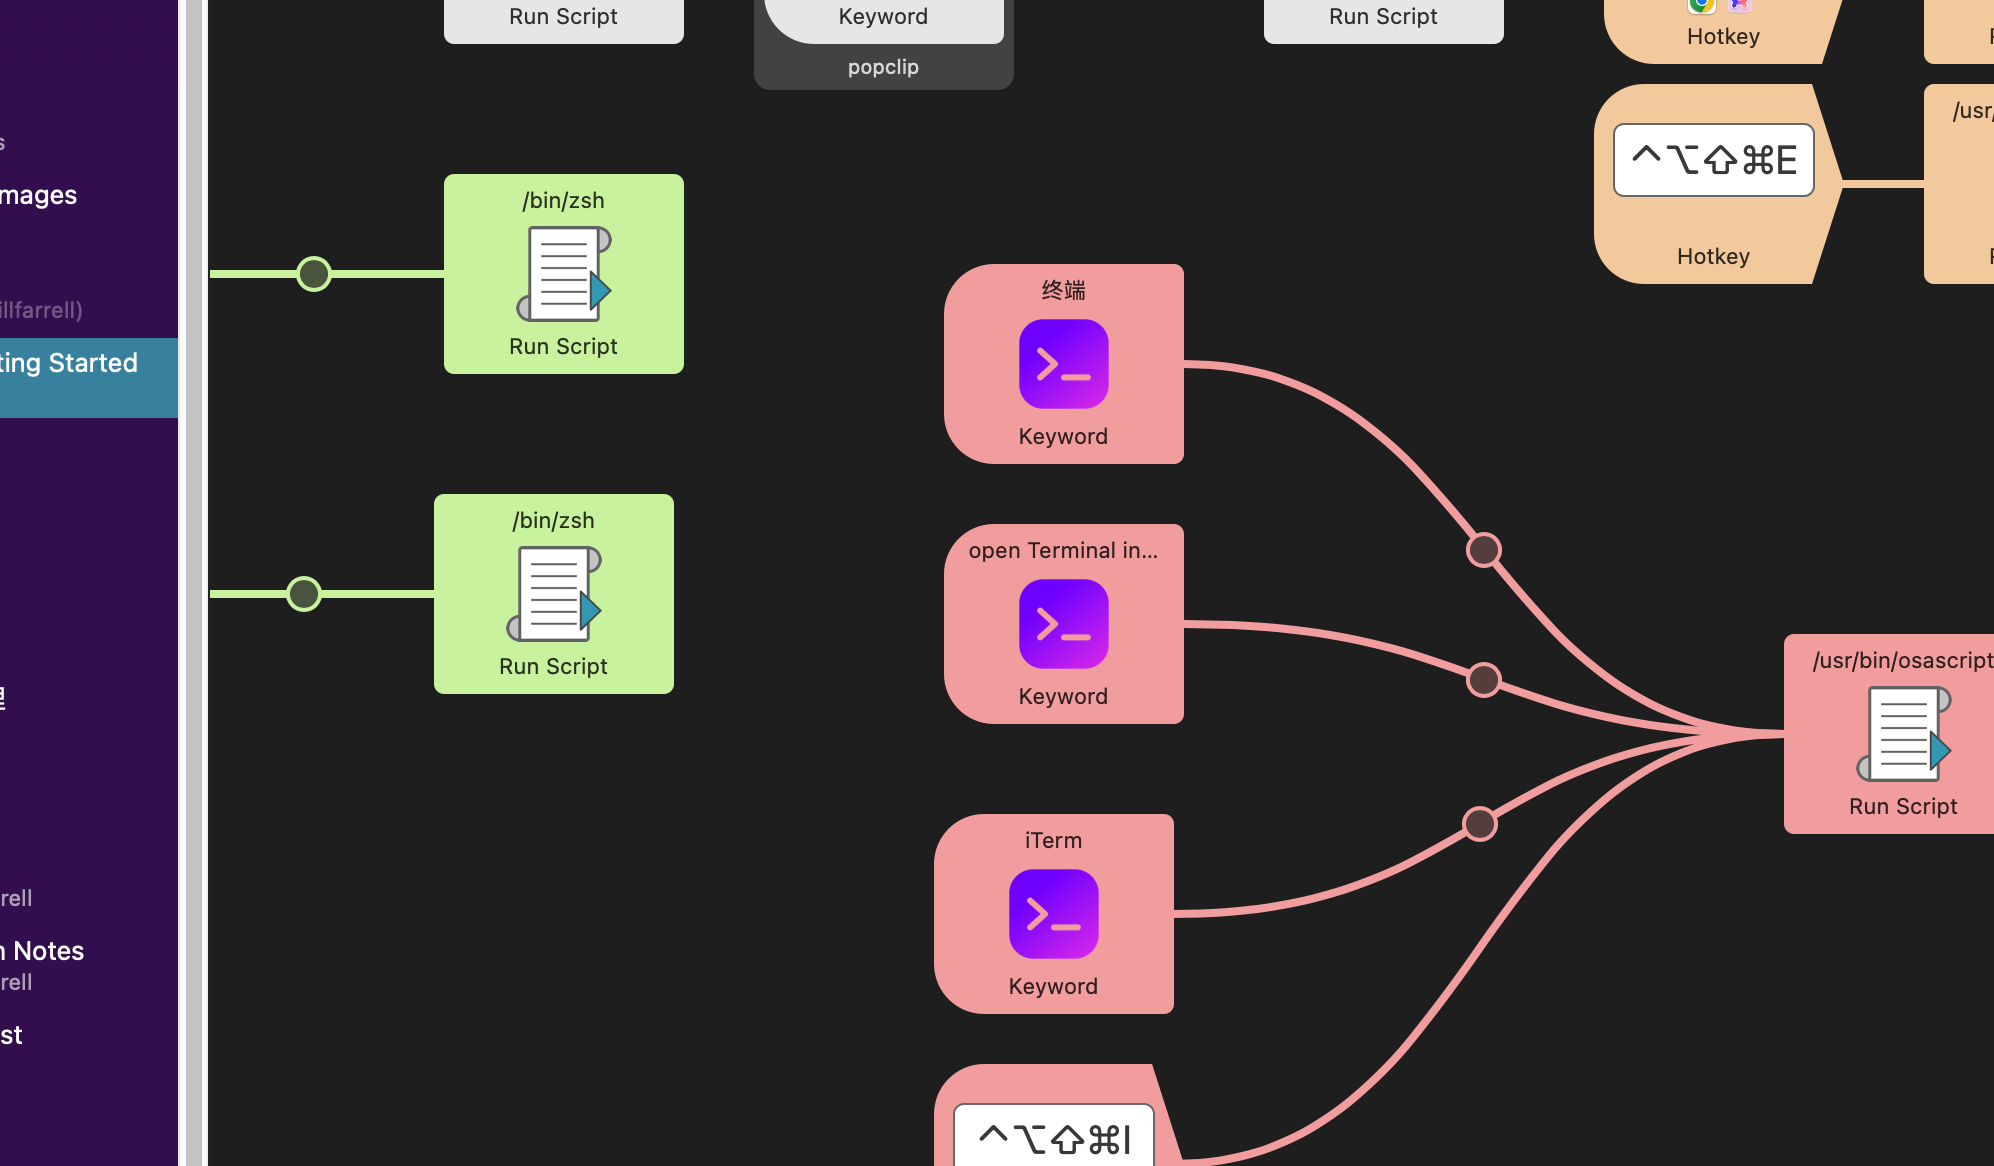 Run Script
Keyword
popclip
Run Script
Hotkey
/usr/
^⌥⇧⌘E
Hotkey
s
mages
illfarrell)
ting Started
rell
n Notes
rell
st
/bin/zsh
Run Script
/bin/zsh
Run Script
终端
Keyword
open Terminal in...
Keyword
iTerm
Keyword
^⌥⇧⌘I
/usr/bin/osascript
Run Script